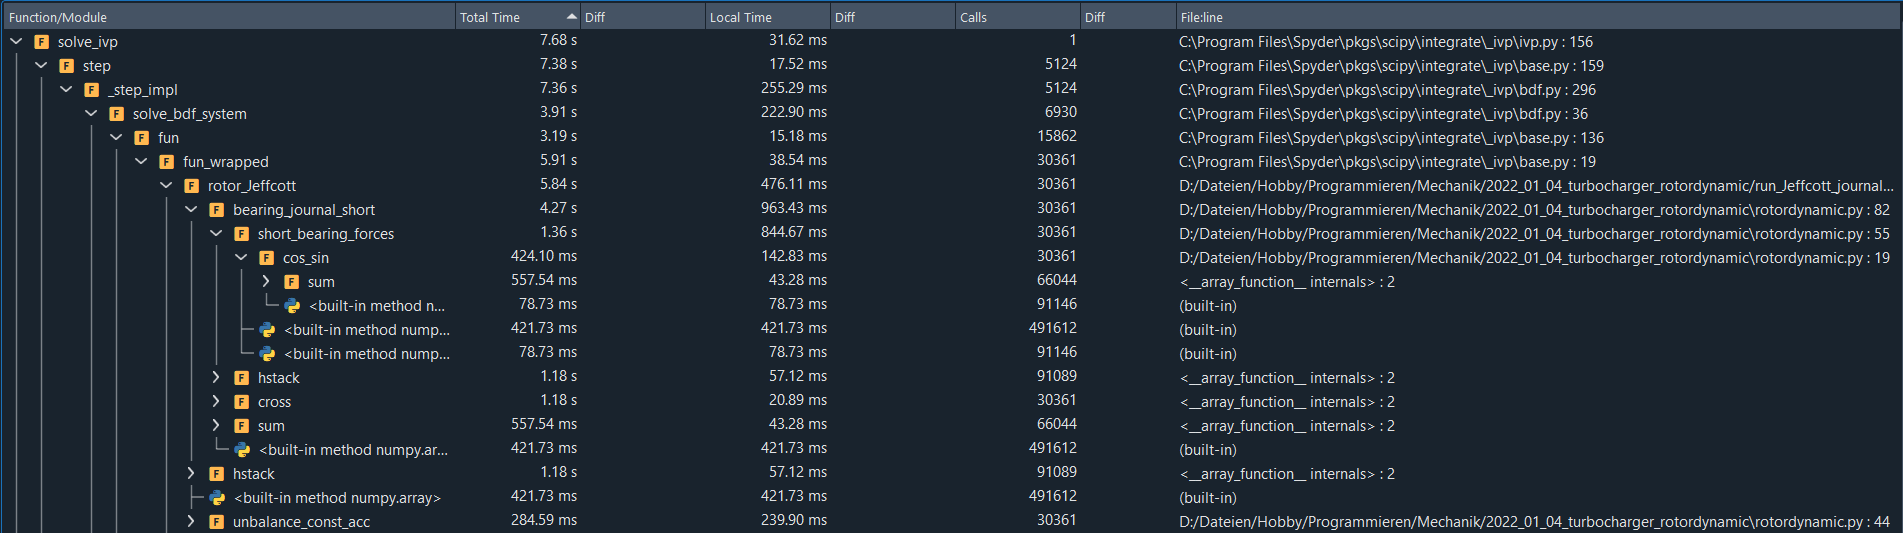 Function/Module Total Time Diff Local Time Diff Calls Diff File:line
solve_ivp 7.68 s 31.62 ms 1 C:\Program Files\Spyder\pkgs\scipy\integrate\_ivp\ivp.py : 156
step 7.38 s 17.52 ms 5124 C:\Program Files\Spyder\pkgs\scipy\integrate\_ivp\base.py : 159
_step_impl 7.36 s 255.29 ms 5124 C:\Program Files\Spyder\pkgs\scipy\integrate\_ivp\bdf.py : 296
solve_bdf_system 3.91 s 222.90 ms 6930 C:\Program Files\Spyder\pkgs\scipy\integrate\_ivp\bdf.py : 36
fun 3.19 s 15.18 ms 15862 C:\Program Files\Spyder\pkgs\scipy\integrate\_ivp\base.py : 136
fun_wrapped 5.91 s 38.54 ms 30361 C:\Program Files\Spyder\pkgs\scipy\integrate\_ivp\base.py : 19
rotor_Jeffcott 5.84 s 476.11 ms 30361 D:/Dateien/Hobby/Programmieren/Mechanik/2022_01_04_turbocharger_rotordynamic/run_Jeffcott_journal...
bearing_journal_short 4.27 s 963.43 ms 30361 D:/Dateien/Hobby/Programmieren/Mechanik/2022_01_04_turbocharger_rotordynamic\rotordynamic.py : 82
short_bearing_forces 1.36 s 844.67 ms 30361 D:/Dateien/Hobby/Programmieren/Mechanik/2022_01_04_turbocharger_rotordynamic\rotordynamic.py : 55
cos_sin 424.10 ms 142.83 ms 30361 D:/Dateien/Hobby/Programmieren/Mechanik/2022_01_04_turbocharger_rotordynamic\rotordynamic.py : 19
sum 557.54 ms 43.28 ms 66044 <__array_function__ internals> : 2
<built-in method n... 78.73 ms 78.73 ms 91146 (built-in)
<built-in method nump... 421.73 ms 421.73 ms 491612 (built-in)
<built-in method nump... 78.73 ms 78.73 ms 91146 (built-in)
hstack 1.18 s 57.12 ms 91089 <__array_function__ internals> : 2
cross 1.18 s 20.89 ms 30361 <__array_function__ internals> : 2
sum 557.54 ms 43.28 ms 66044 <__array_function__ internals> : 2
<built-in method numpy.ar... 421.73 ms 421.73 ms 491612 (built-in)
hstack 1.18 s 57.12 ms 91089 <__array_function__ internals> : 2
<built-in method numpy.array> 421.73 ms 421.73 ms 491612 (built-in)
unbalance_const_acc 284.59 ms 239.90 ms 30361 D:/Dateien/Hobby/Programmieren/Mechanik/2022_01_04_turbocharger_rotordynamic\rotordynamic.py : 44